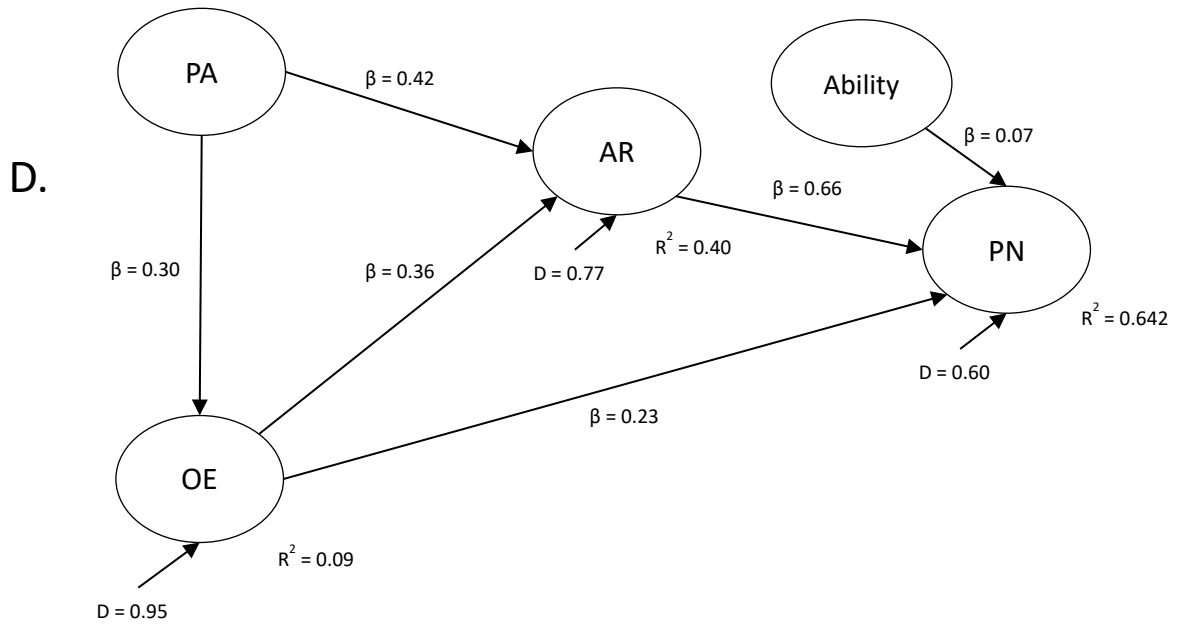 PA
β = 0.42
Ability
AR
β = 0.07
D.
β = 0.66
R² = 0.40
PN
β = 0.30
β = 0.36
D = 0.77
R² = 0.642
D = 0.60
β = 0.23
OE
R² = 0.09
D = 0.95